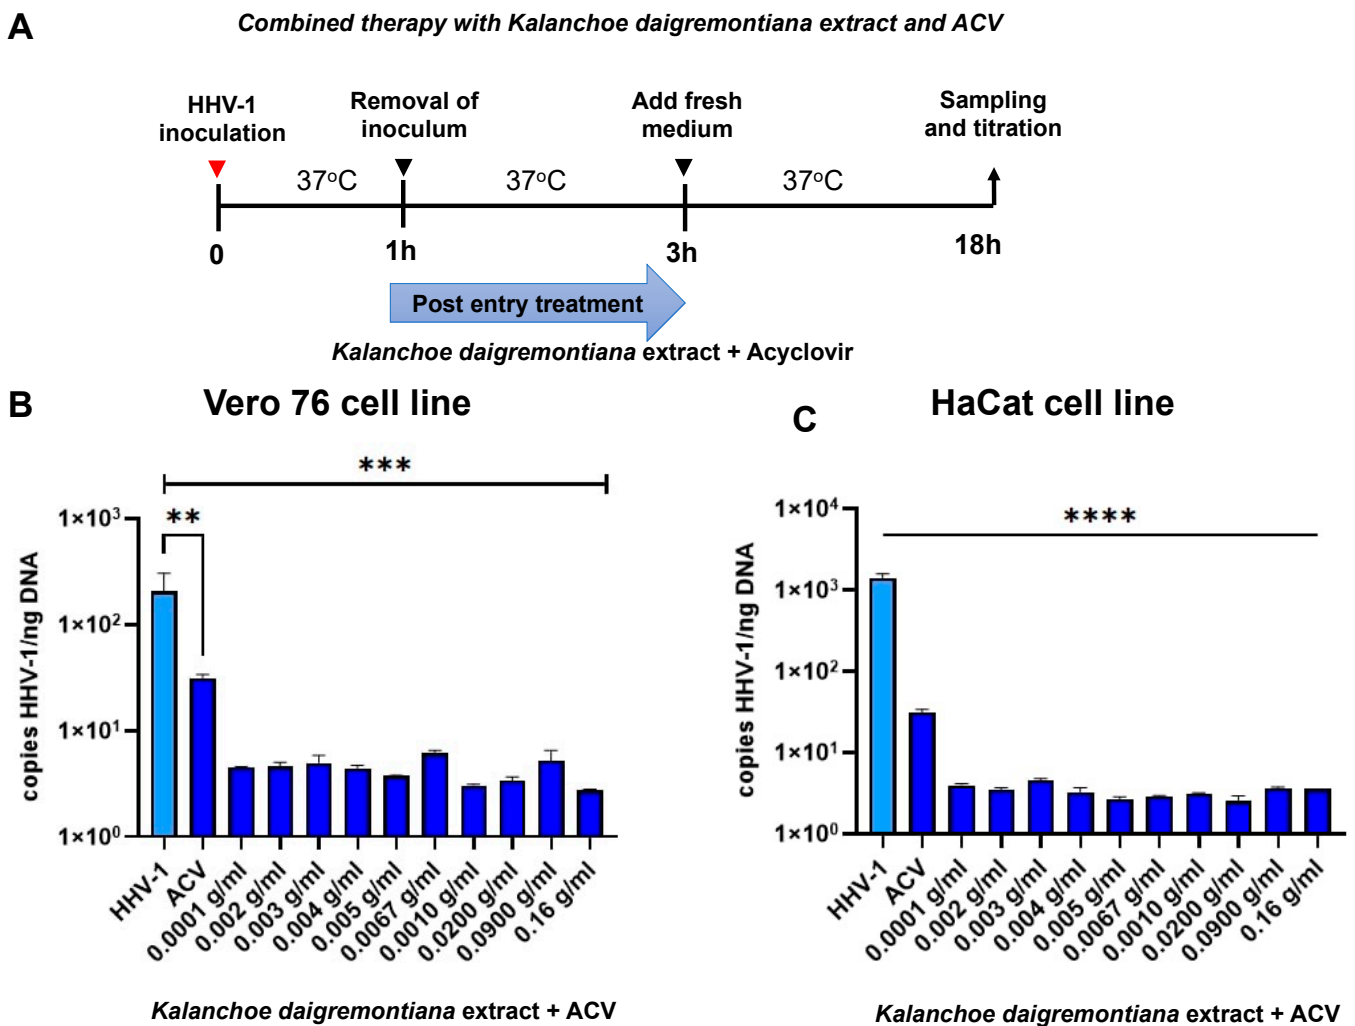 A
Combined therapy with Kalanchoe daigremontiana extract and ACV
HHV-1
inoculation
Removal of
inoculum
Add fresh
medium
Sampling
and titration
37°C
37°C
37°C
0
1h
3h
18h
Post entry treatment
Kalanchoe daigremontiana extract + Acyclovir
B
Vero 76 cell line
***
**
copies HHV-1/ng DNA
1×10³
1×10²
1×10¹
1×10⁰
HHV-1
ACV
0.0001 g/ml
0.002 g/ml
0.003 g/ml
0.004 g/ml
0.005 g/ml
0.0067 g/ml
0.0010 g/ml
0.0200 g/ml
0.0900 g/ml
0.16 g/ml
Kalanchoe daigremontiana extract + ACV
C
HaCat cell line
****
copies HHV-1/ng DNA
1×10⁴
1×10³
1×10²
1×10¹
1×10⁰
HHV-1
ACV
0.0001 g/ml
0.002 g/ml
0.003 g/ml
0.004 g/ml
0.005 g/ml
0.0067 g/ml
0.0010 g/ml
0.0200 g/ml
0.0900 g/ml
0.16 g/ml
Kalanchoe daigremontiana extract + ACV